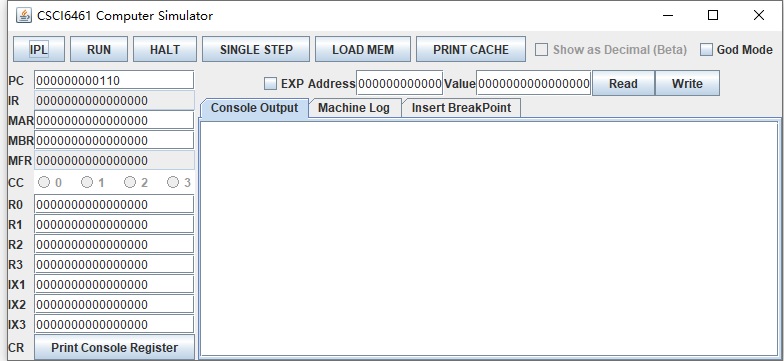 CSCI6461 Computer Simulator
IPL RUN HALT SINGLE STEP LOAD MEM PRINT CACHE Show as Decimal (Beta) God Mode
PC 000000000110 EXP Address 000000000000 Value 0000000000000000 Read Write
IR 0000000000000000 Console Output Machine Log Insert BreakPoint
MAR 0000000000000000
MBR 0000000000000000
MFR 0000000000000000
CC 0 1 2 3
R0 0000000000000000
R1 0000000000000000
R2 0000000000000000
R3 0000000000000000
IX1 0000000000000000
IX2 0000000000000000
IX3 0000000000000000
CR Print Console Register